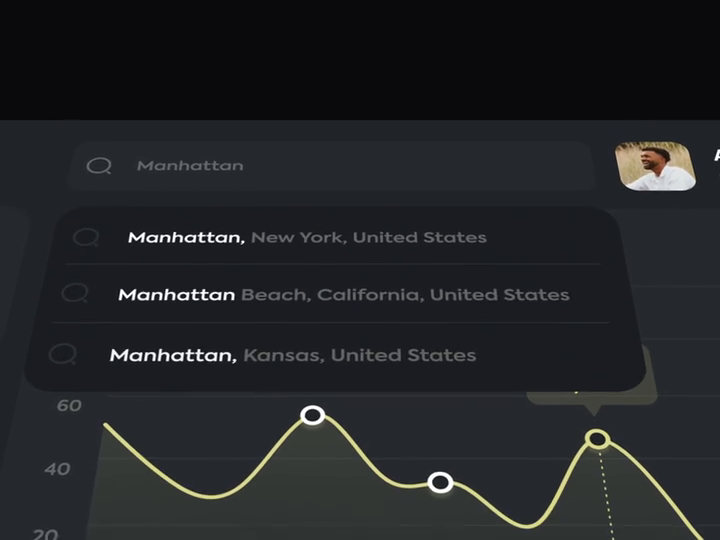 Manhattan
Manhattan, New York, United States
Manhattan Beach, California, United States
Manhattan, Kansas, United States
60
40
20